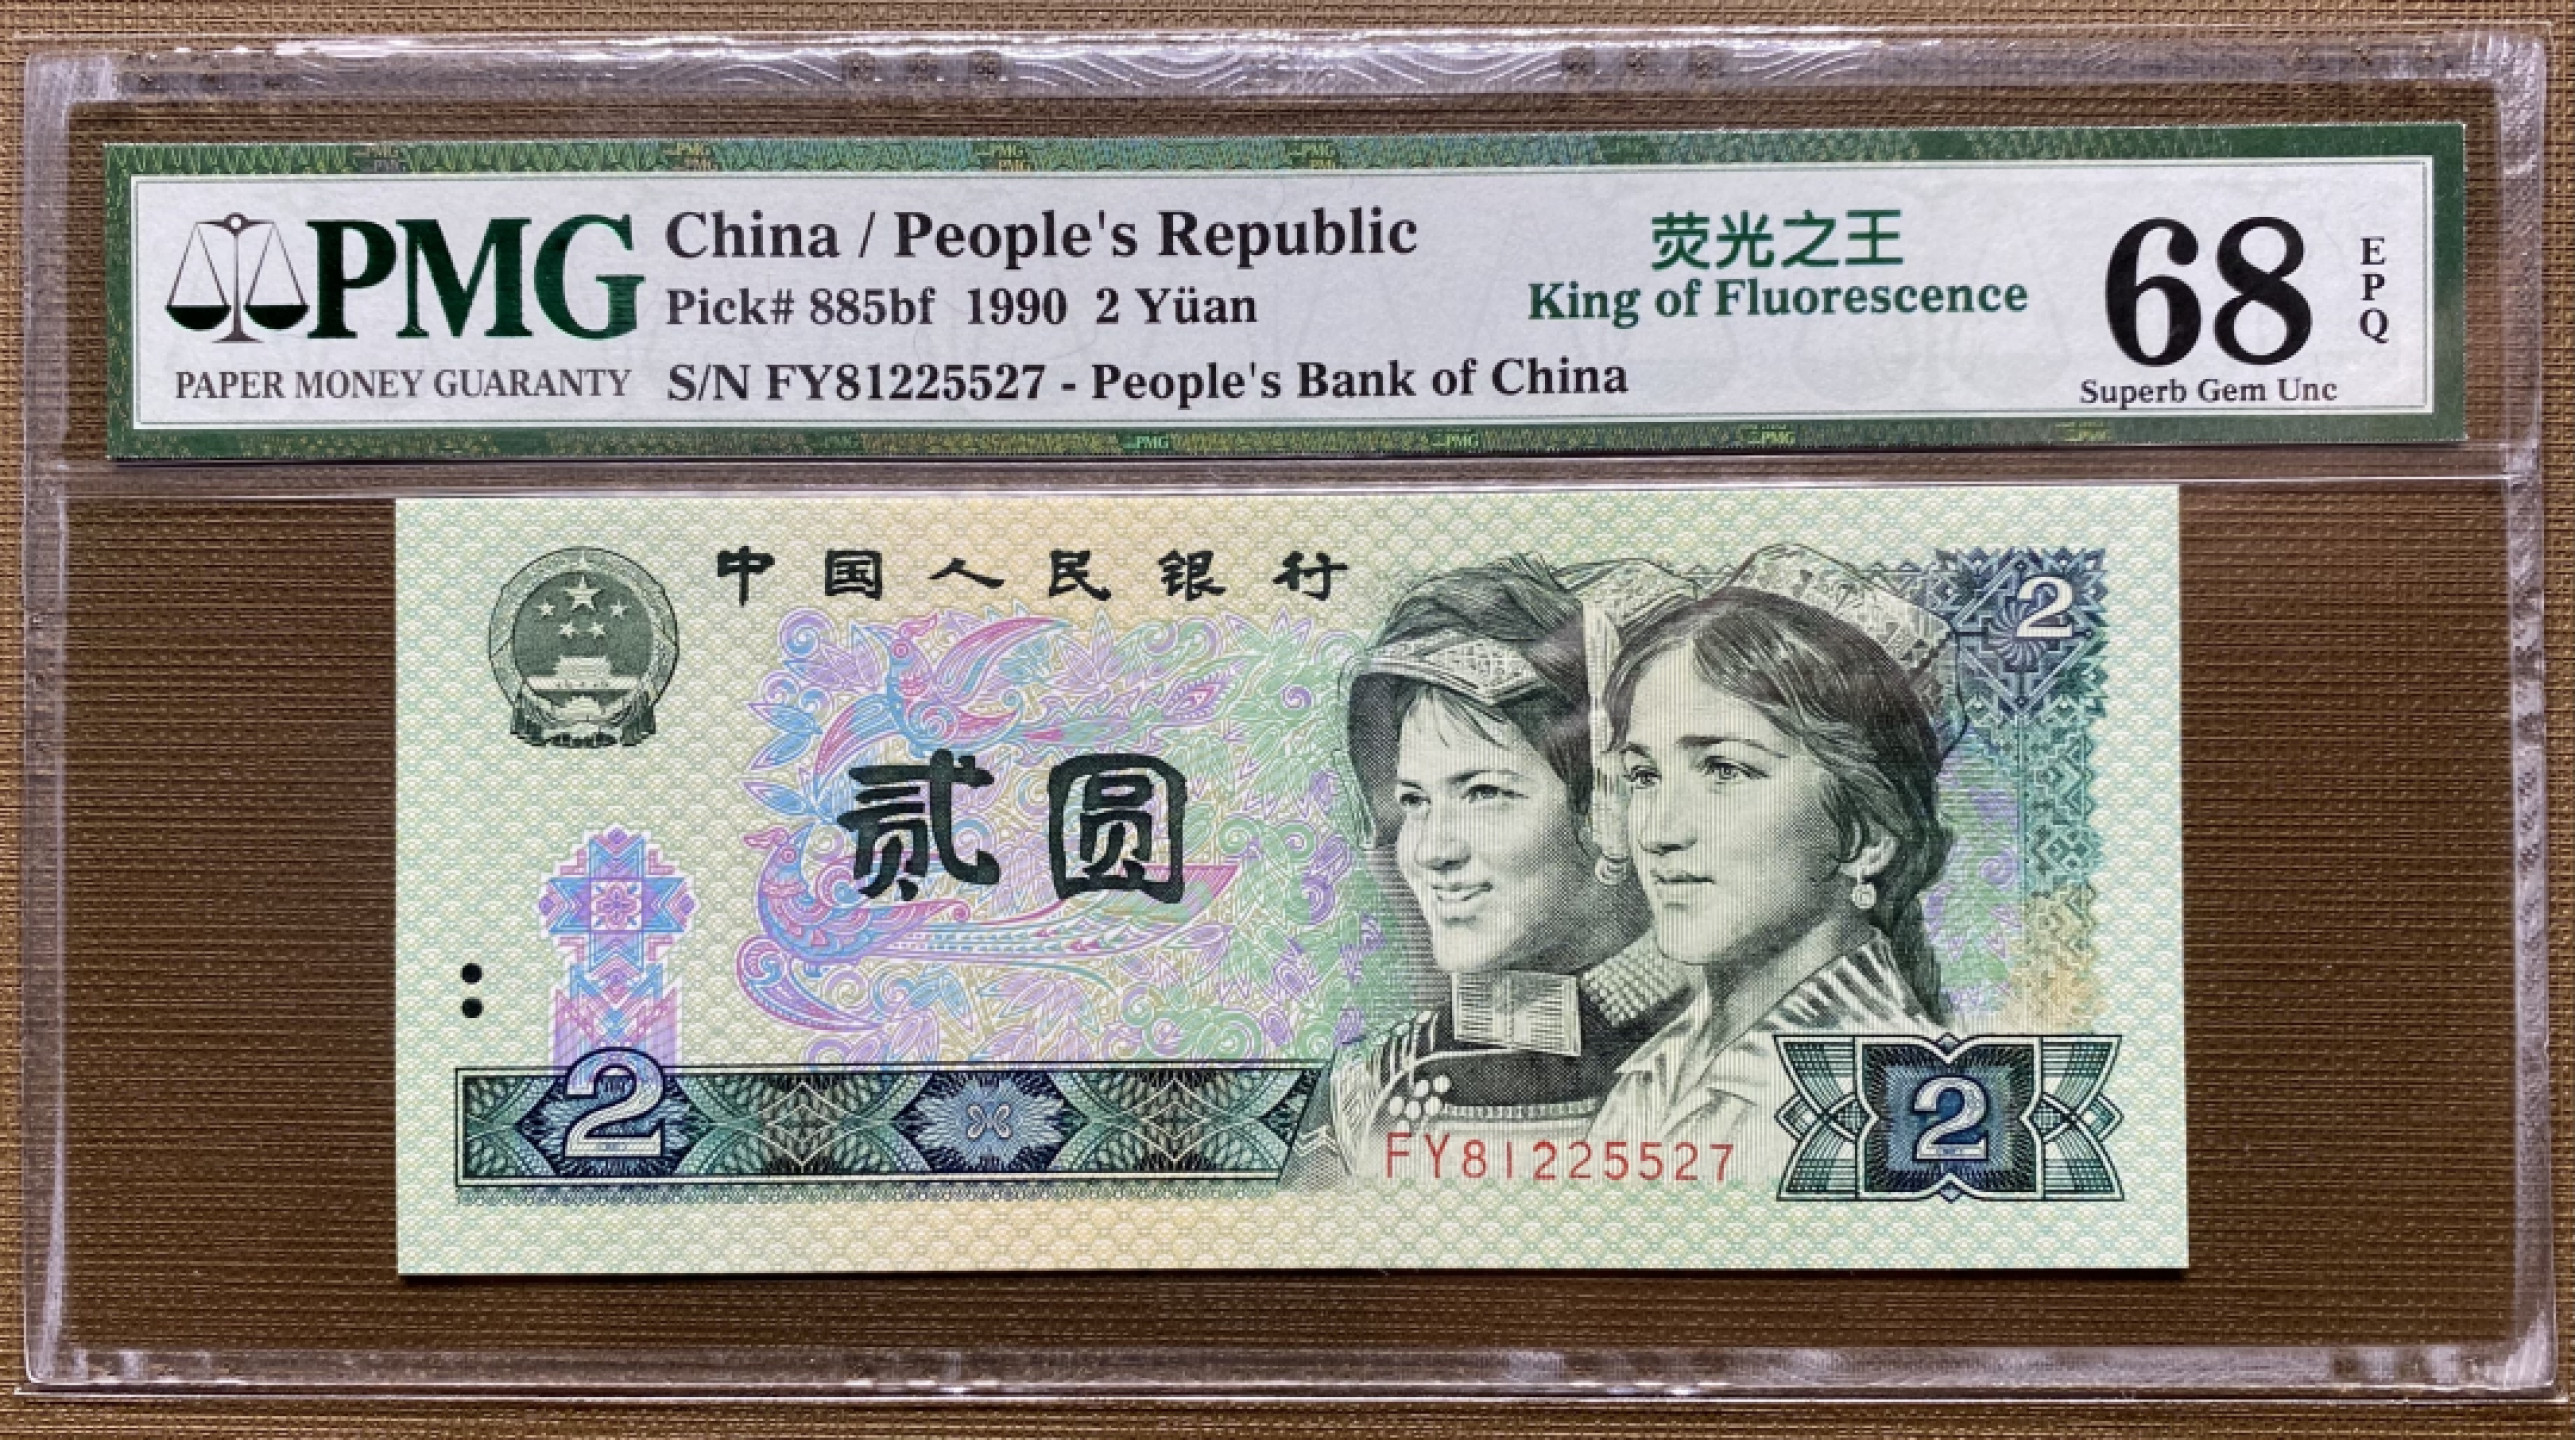 PMG
PAPER MONEY GUARANTY
China / People's Republic
Pick# 885bf 1990 2 Yüan
S/N FY81225527 - People's Bank of China
荧光之王
King of Fluorescence
68
EPQ
Superb Gem Unc
中国人民银行
2
贰圆
2
FY81225527
2